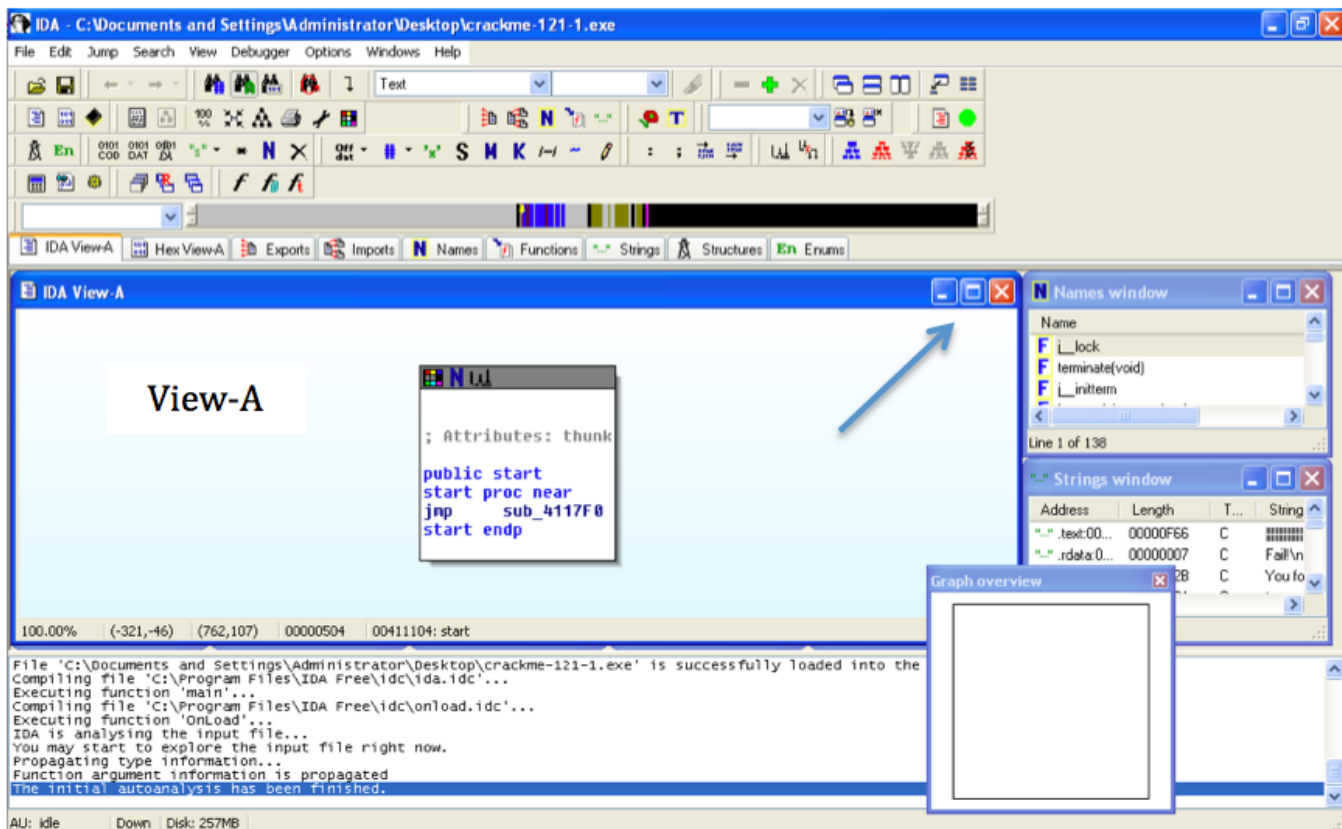 IDA - C:\Documents and Settings\Administrator\Desktop\crackme-121-1.exe
File Edit Jump Search View Debugger Options Windows Help
Text
En
IDA View-A Hex View-A Exports Imports N Names Functions Strings Structures En Enums
IDA View-A
View-A
; Attributes: thunk
public start
start proc near
jmp sub_4117F0
start endp
100.00% (-321,-46) (762,107) 00000504 00411104: start
Names window
Name
F j__lock
F terminate(void)
F j__initterm
Line 1 of 138
Strings window
Address Length T... String
.text:00... 00000F66 C
.rdata:0... 00000007 C Fail!\n
2B C You fo
Graph overview
File 'C:\Documents and Settings\Administrator\Desktop\crackme-121-1.exe' is successfully loaded into the
Compiling file 'C:\Program Files\IDA Free\idc\ida.idc'...
Executing function 'main'...
Compiling file 'C:\Program Files\IDA Free\idc\onload.idc'...
Executing function 'OnLoad'...
IDA is analysing the input file...
You may start to explore the input file right now.
Propagating type information...
Function argument information is propagated
The initial autoanalysis has been finished.
AU: idle Down Disk: 257MB